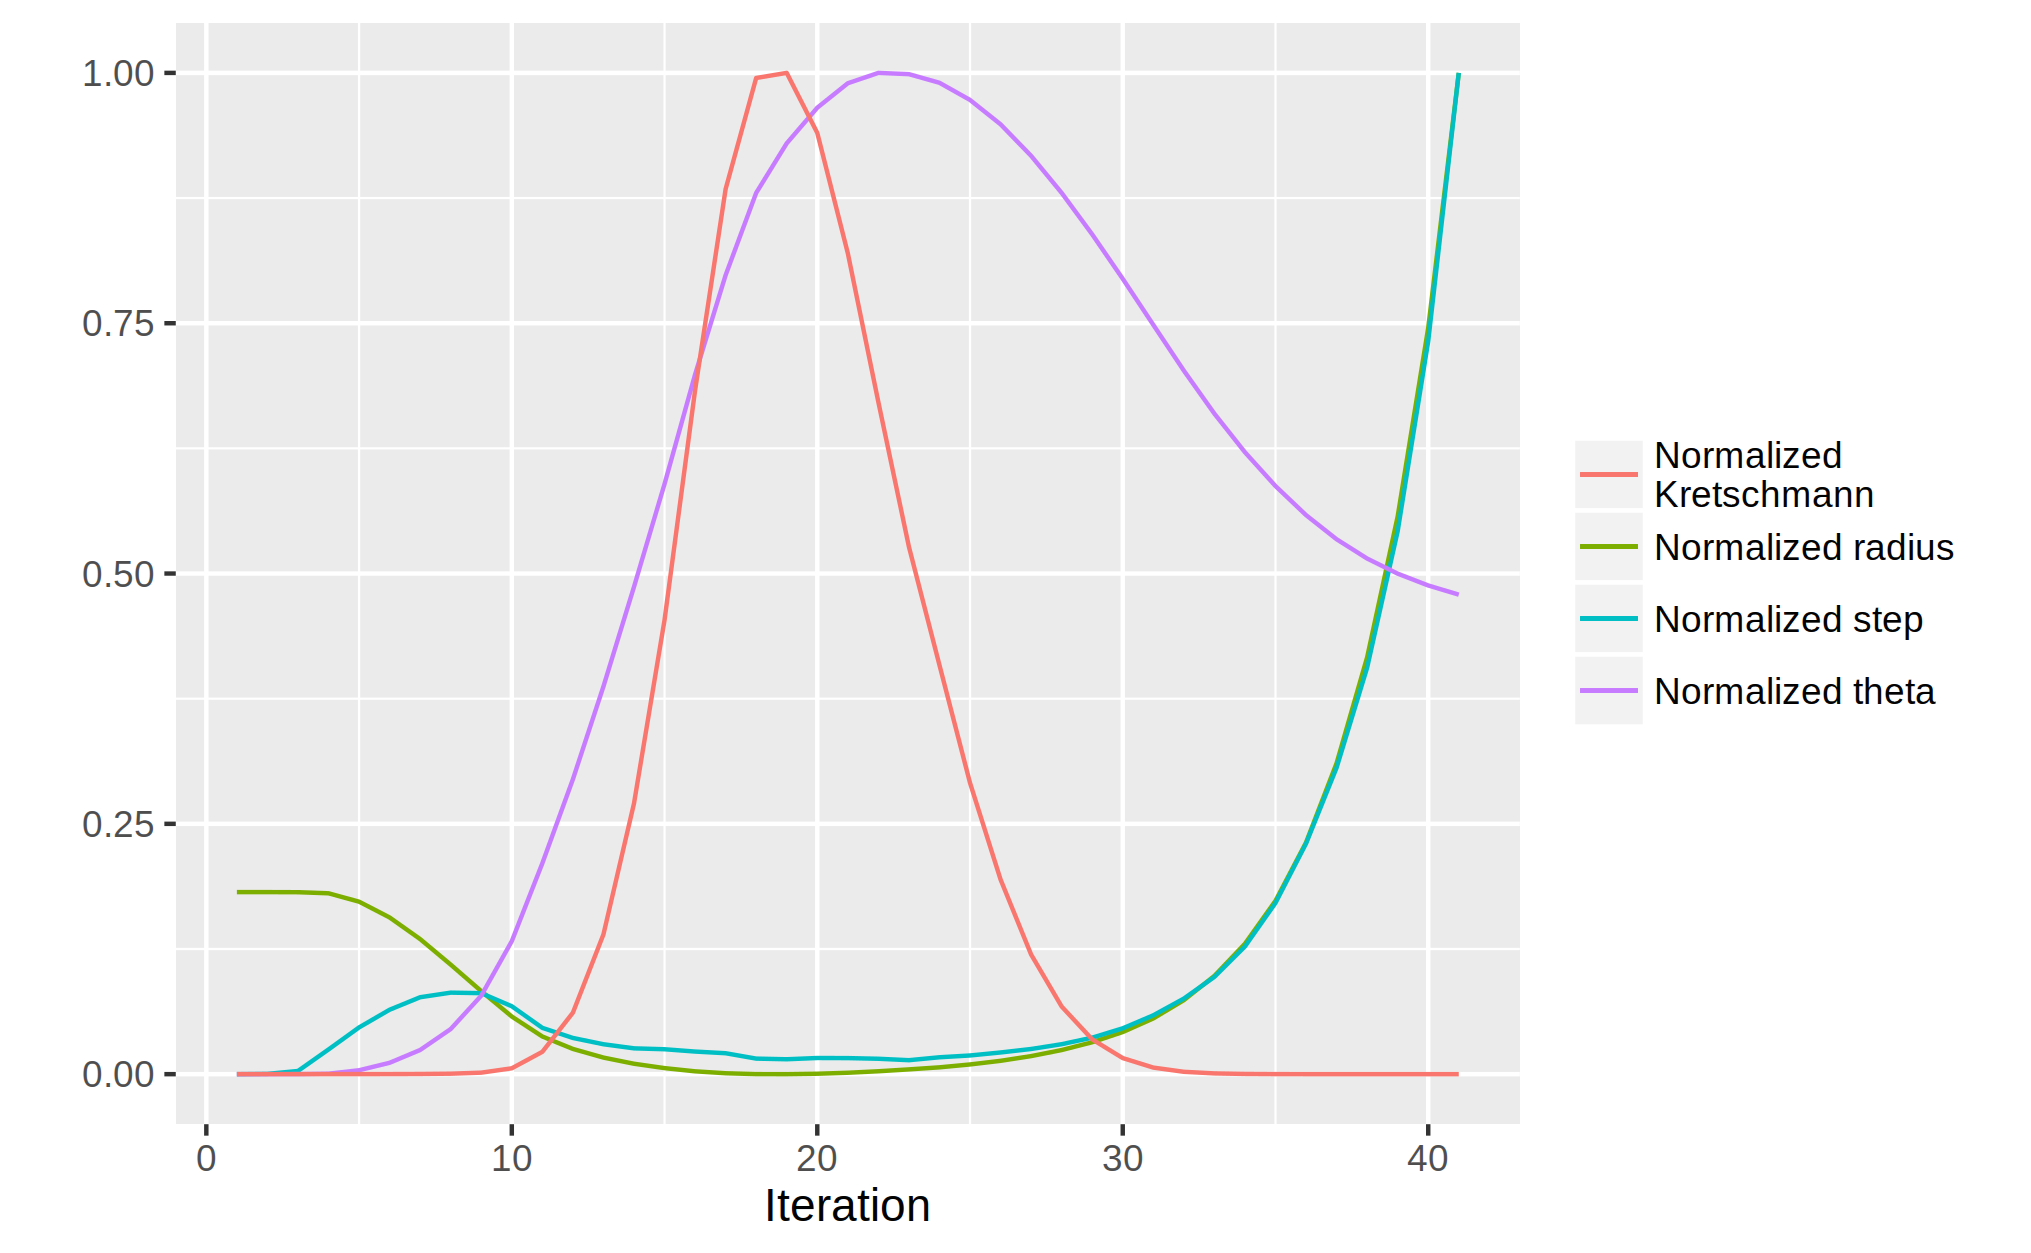 1.00
0.75
0.50
0.25
0.00
0 10 20 30 40
Iteration
Normalized
Kretschmann
Normalized radius
Normalized step
Normalized theta